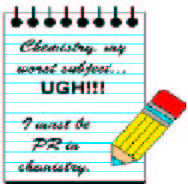 Chemistry, my
worst subject...
UGH!!!
I must be
PR in
chemistry.